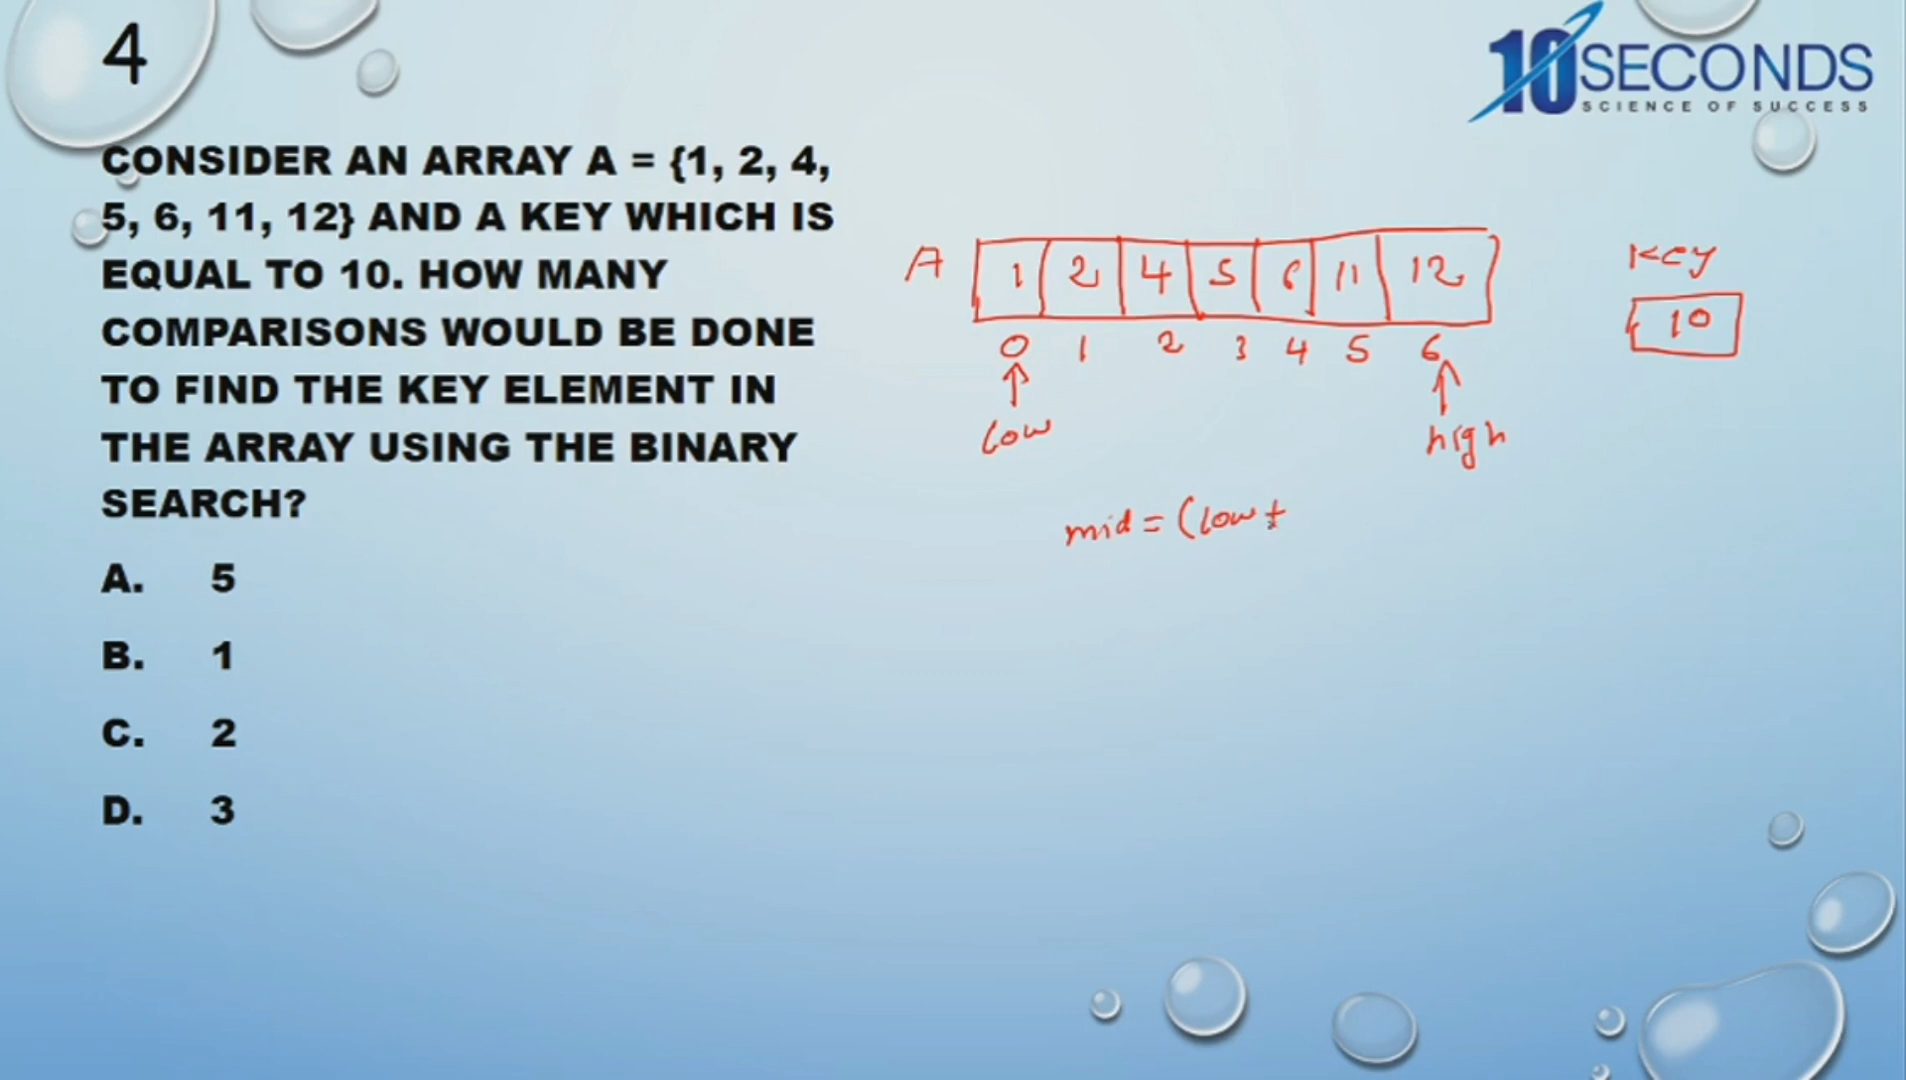 4
10SECONDS
SCIENCE OF SUCCESS
CONSIDER AN ARRAY A = {1, 2, 4,
5, 6, 11, 12} AND A KEY WHICH IS
EQUAL TO 10. HOW MANY
COMPARISONS WOULD BE DONE
TO FIND THE KEY ELEMENT IN
THE ARRAY USING THE BINARY
SEARCH?
A. 5
B. 1
C. 2
D. 3
A 1 2 4 5 6 11 12
0 1 2 3 4 5 6
low high
Key
10
mid = (low +